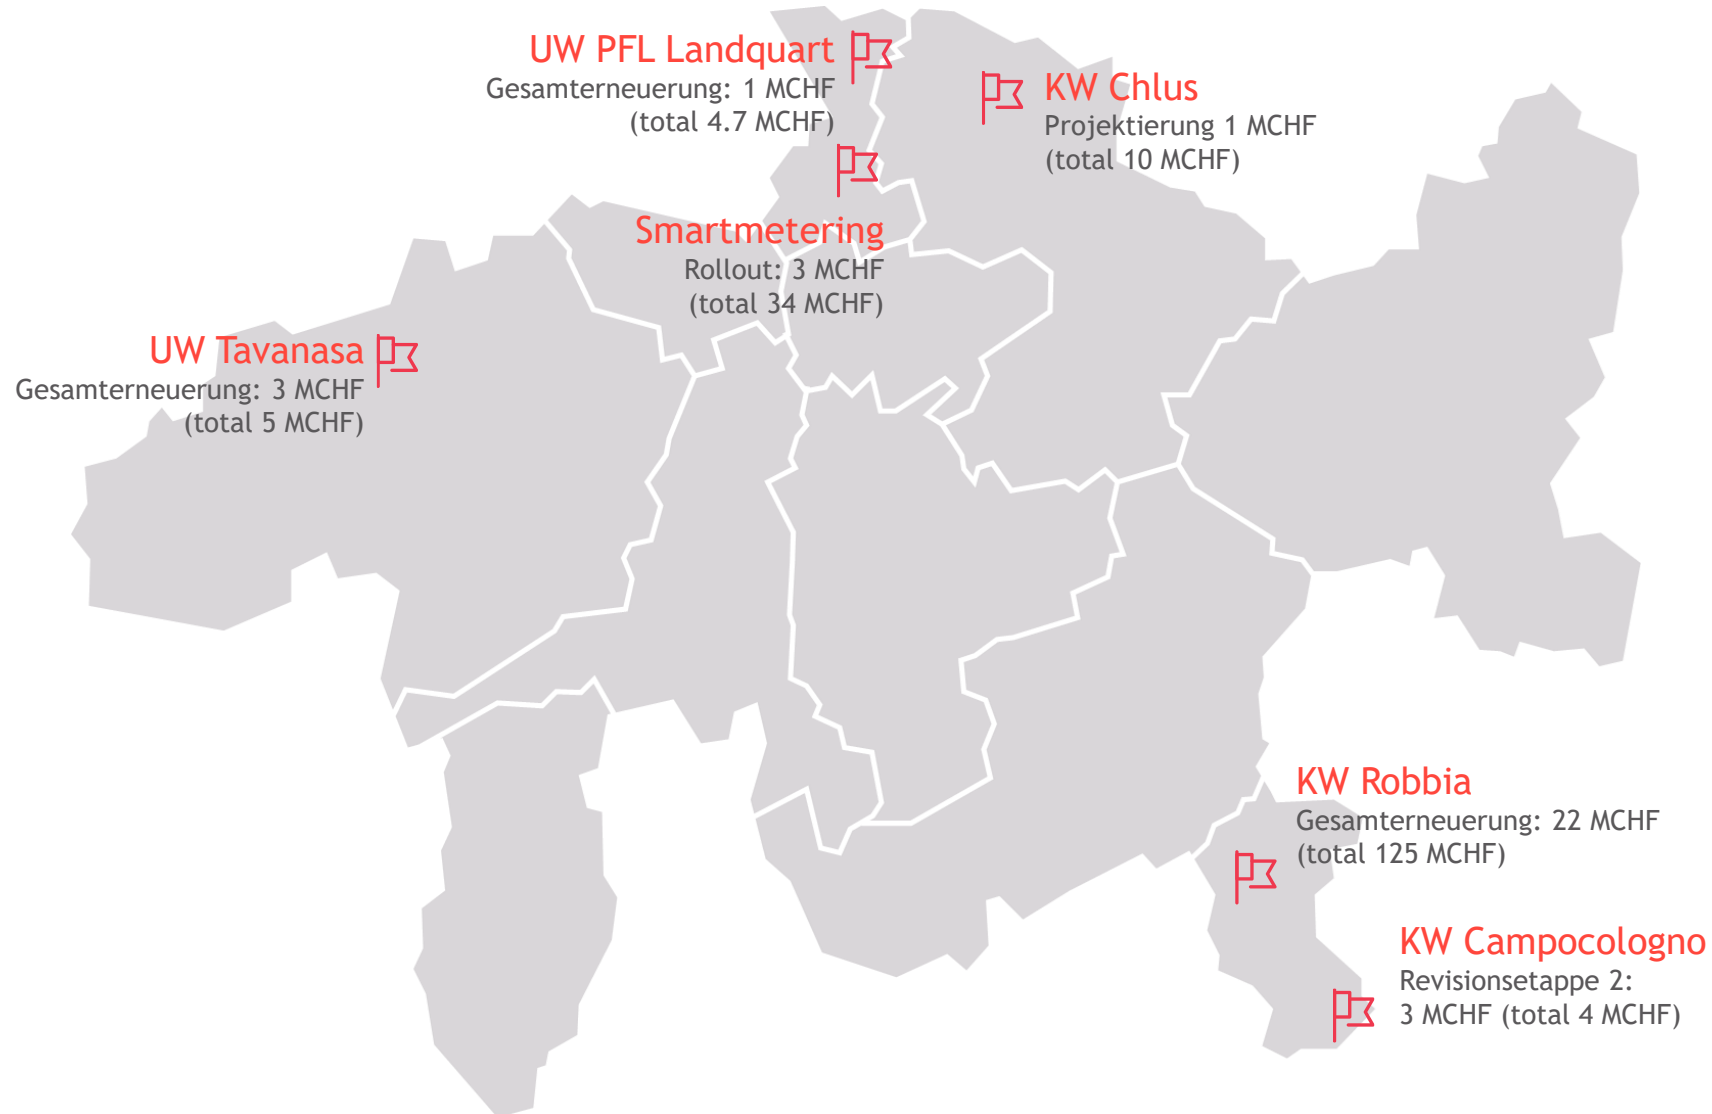 UW PFL Landquart
Gesamterneuerung: 1 MCHF
(total 4.7 MCHF)
KW Chlus
Projektierung 1 MCHF
(total 10 MCHF)
Smartmetering
Rollout: 3 MCHF
(total 34 MCHF)
UW Tavanasa
Gesamterneuerung: 3 MCHF
(total 5 MCHF)
KW Robbia
Gesamterneuerung: 22 MCHF
(total 125 MCHF)
KW Campocologno
Revisionsetappe 2:
3 MCHF (total 4 MCHF)